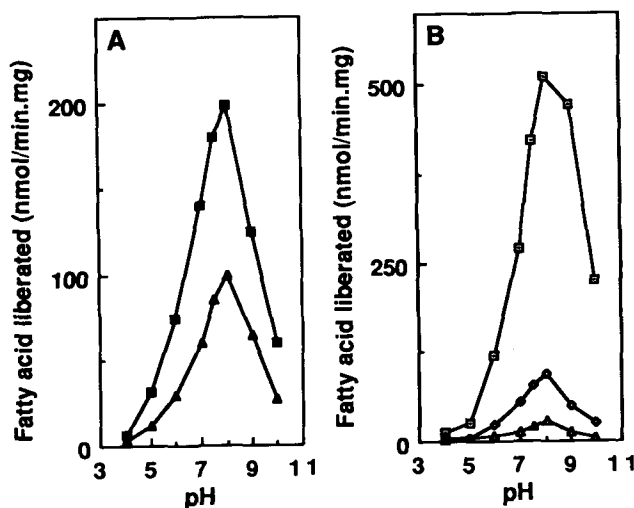 A
Fatty acid liberated (nmol/min.mg)
200
100
0
3 5 7 9 11
pH
B
Fatty acid liberated (nmol/min.mg)
500
250
0
3 5 7 9 11
pH